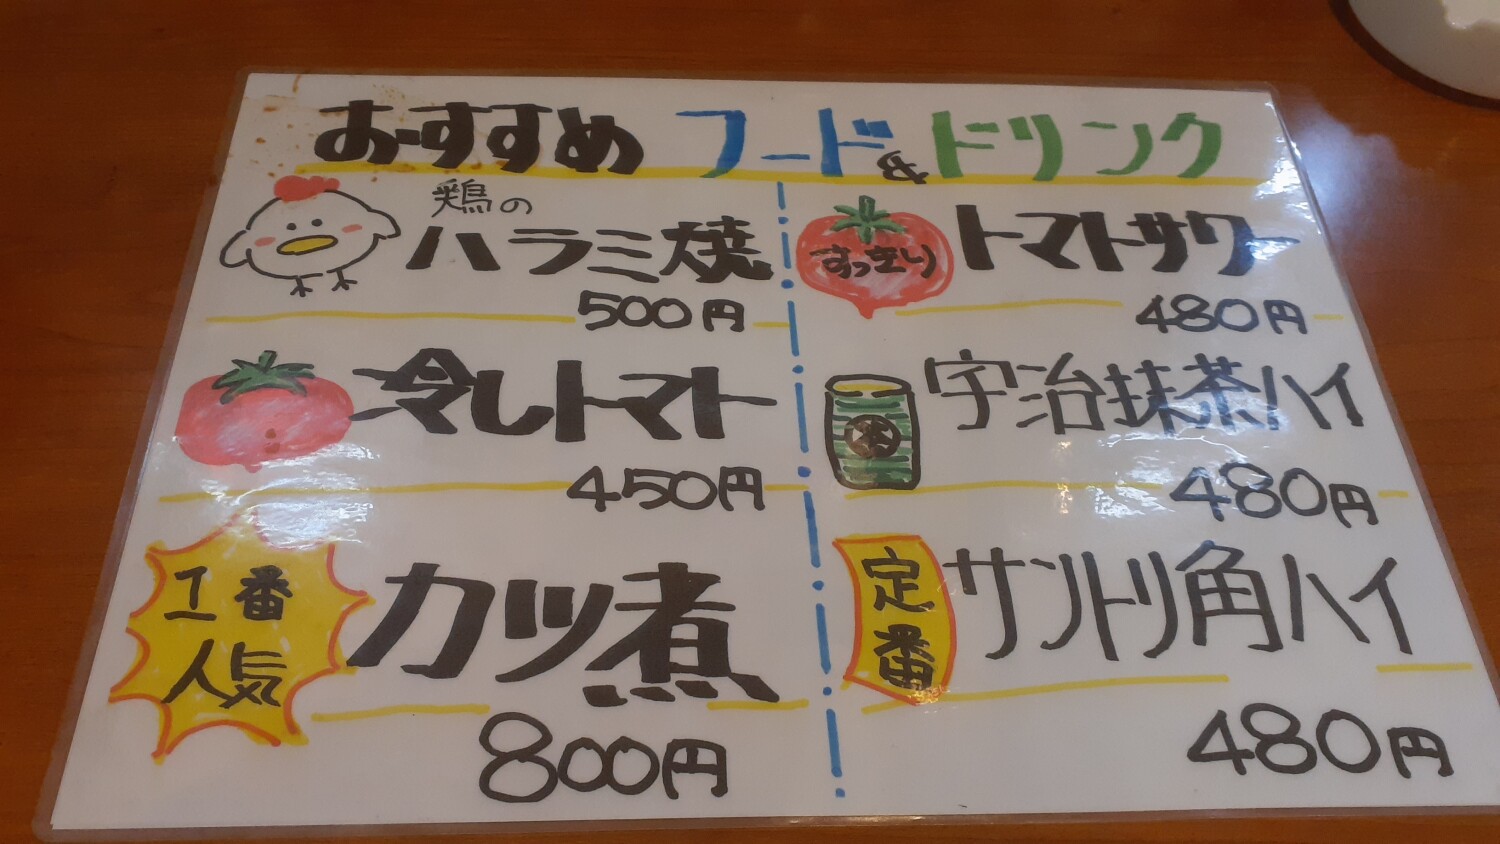 おすすめ フード&ドリンク
鶏の
ハラミ焼
500円
冷しトマト
450円
1番
人気
カツ煮
800円
すっきり
トマトサワー
480円
宇治抹茶ハイ
480円
定番
サントリ角ハイ
480円